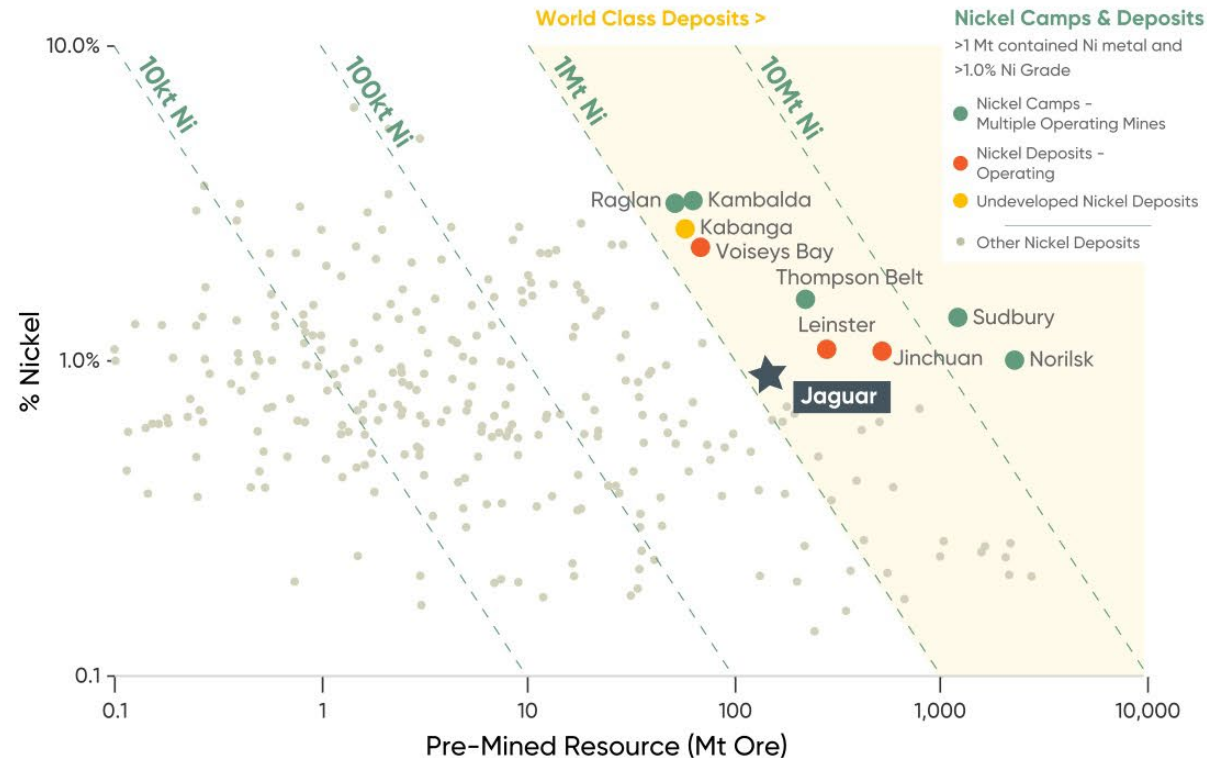 World Class Deposits >
Nickel Camps & Deposits
>1 Mt contained Ni metal and
>1.0% Ni Grade
Nickel Camps -
Multiple Operating Mines
Nickel Deposits -
Operating
Undeveloped Nickel Deposits
Other Nickel Deposits
10.0%
1.0%
0.1
% Nickel
10kt Ni
100kt Ni
1Mt Ni
10Mt Ni
Raglan
Kambalda
Kabanga
Voiseys Bay
Thompson Belt
Leinster
Sudbury
Jinchuan
Norilsk
Jaguar
0.1
1
10
100
1,000
10,000
Pre-Mined Resource (Mt Ore)